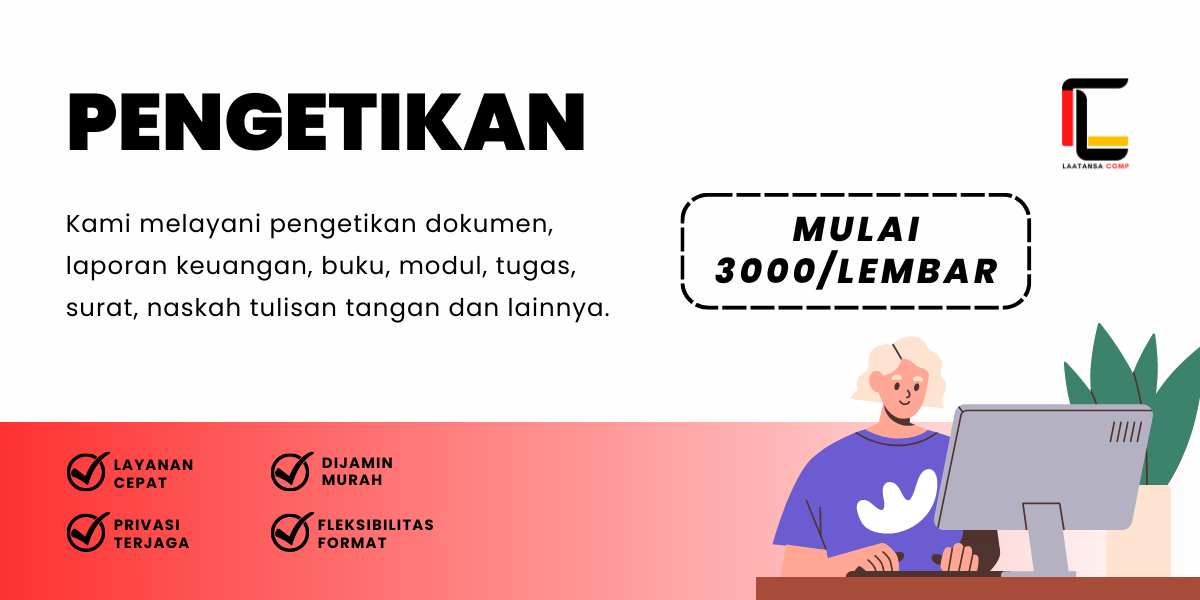 PENGETIKAN
LAATANSA COMP
Kami melayani pengetikan dokumen,
laporan keuangan, buku, modul, tugas,
surat, naskah tulisan tangan dan lainnya.
MULAI
3000/LEMBAR
LAYANAN
CEPAT
DIJAMIN
MURAH
PRIVASI
TERJAGA
FLEKSIBILITAS
FORMAT